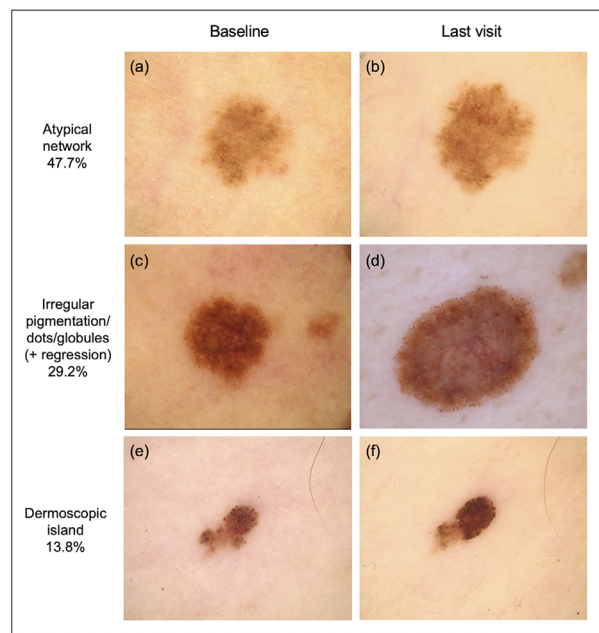 Baseline Last visit
(a) (b)
Atypical
network
47.7%
(c) (d)
Irregular
pigmentation/
dots/globules
(+ regression)
29.2%
(e) (f)
Dermoscopic
island
13.8%